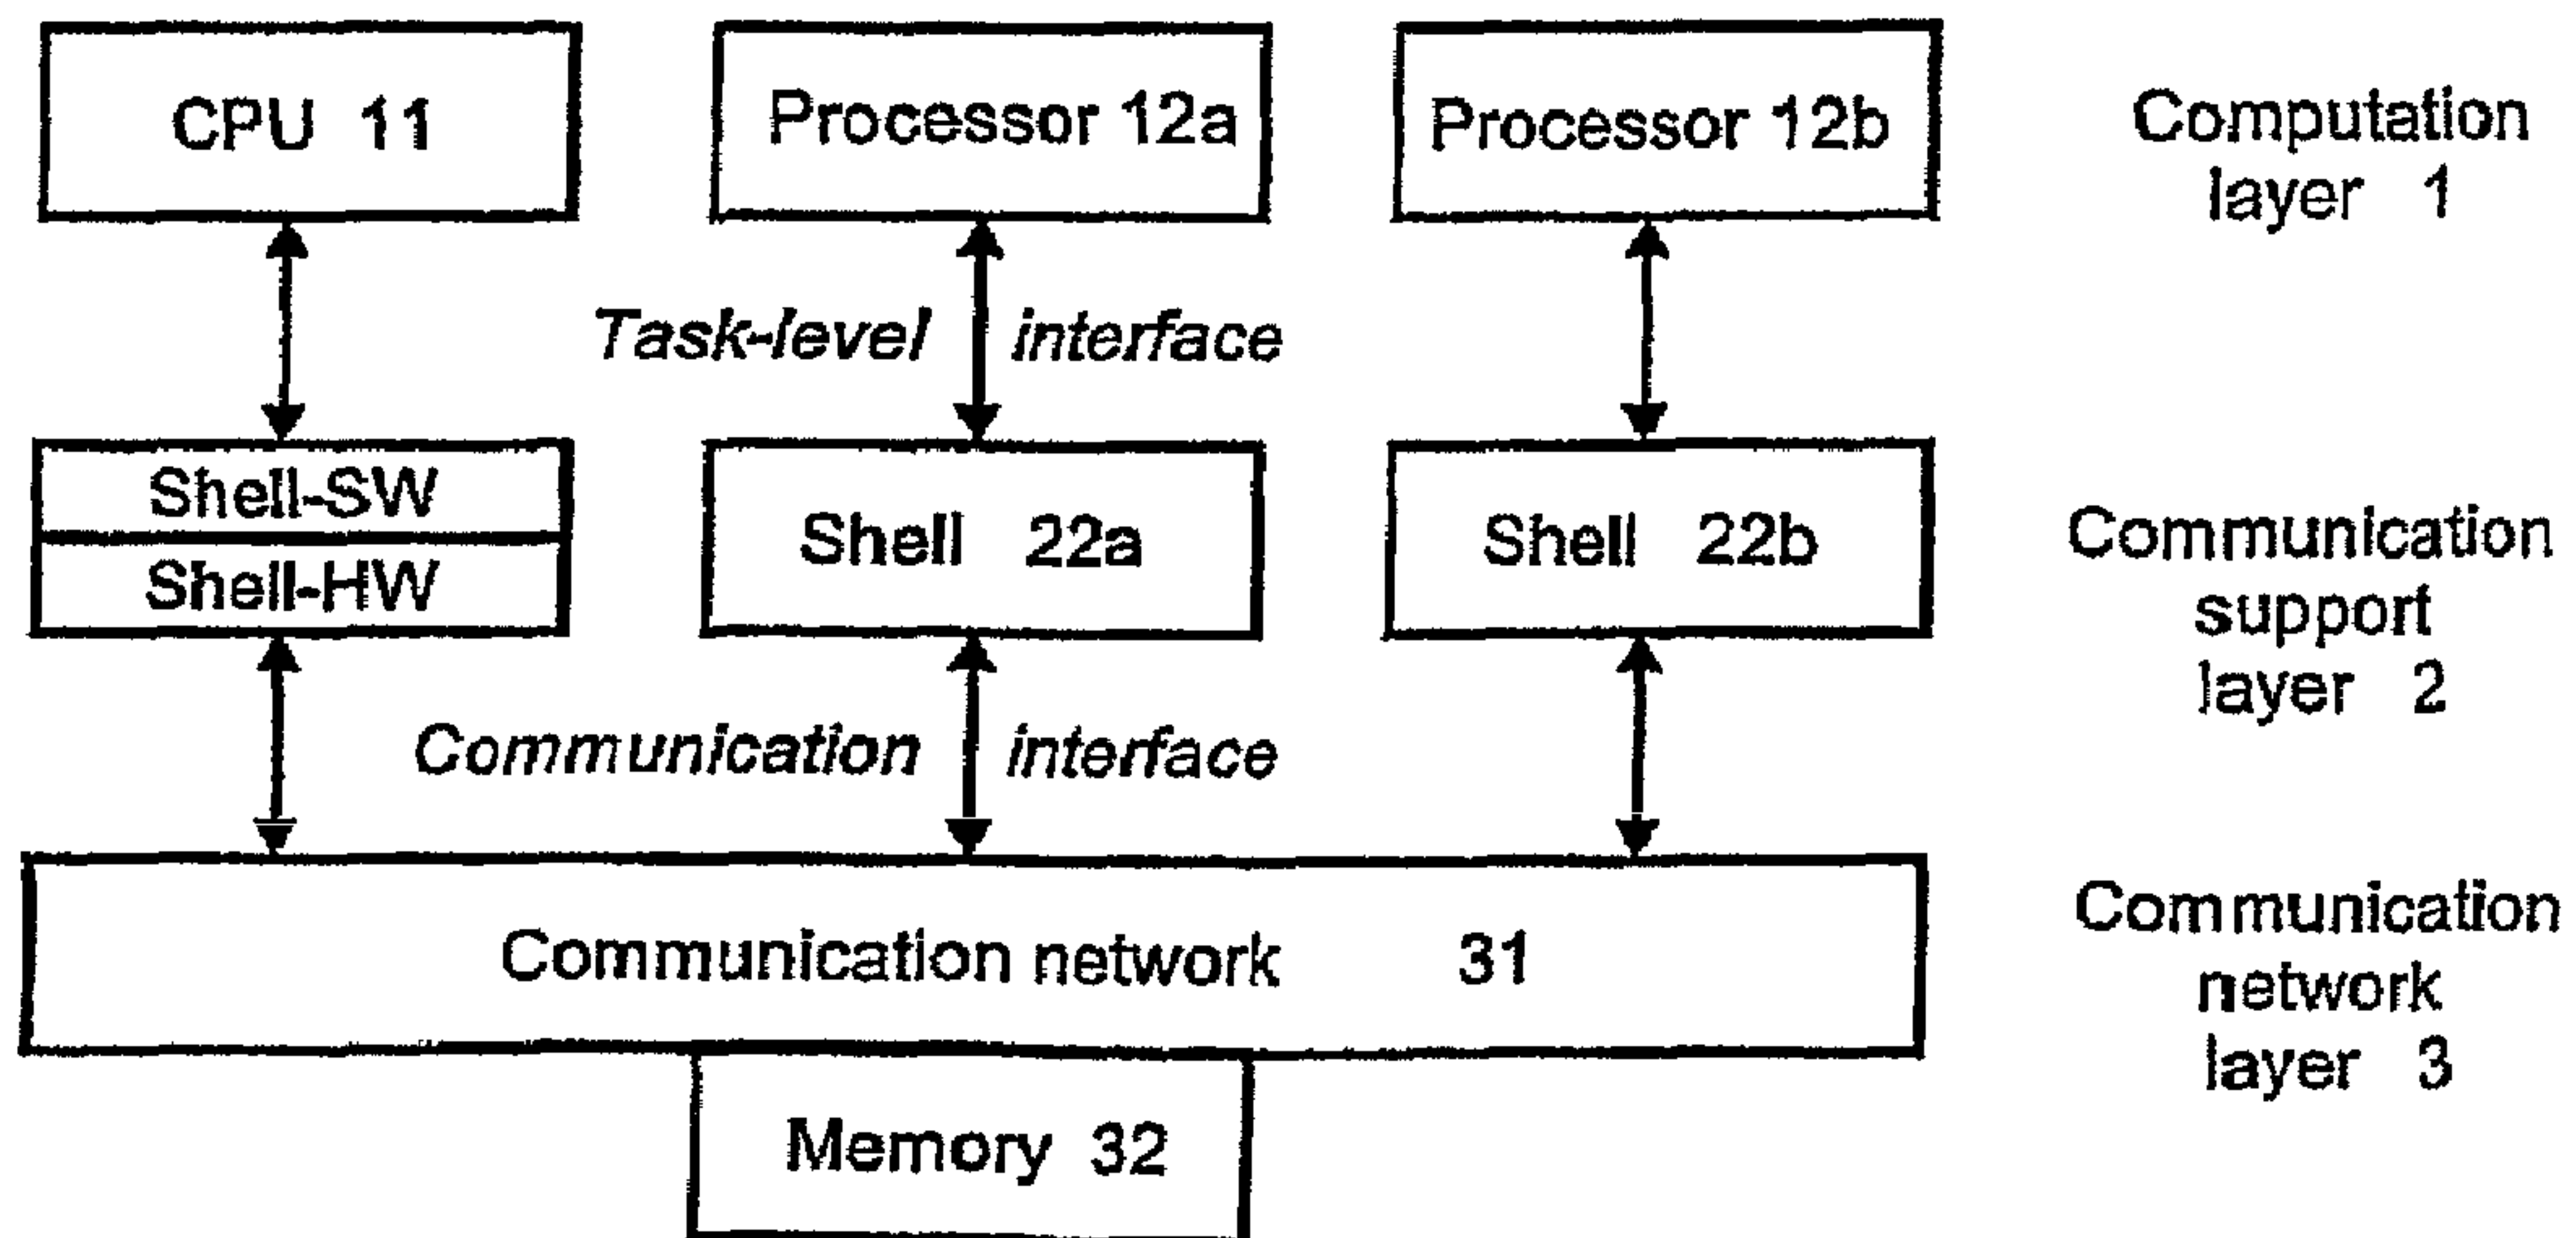 CPU 11
Processor 12a
Processor 12b
Computation
layer 1
Task-level interface
Shell-SW
Shell-HW
Shell 22a
Shell 22b
Communication
support
layer 2
Communication interface
Communication network 31
Communication
network
layer 3
Memory 32